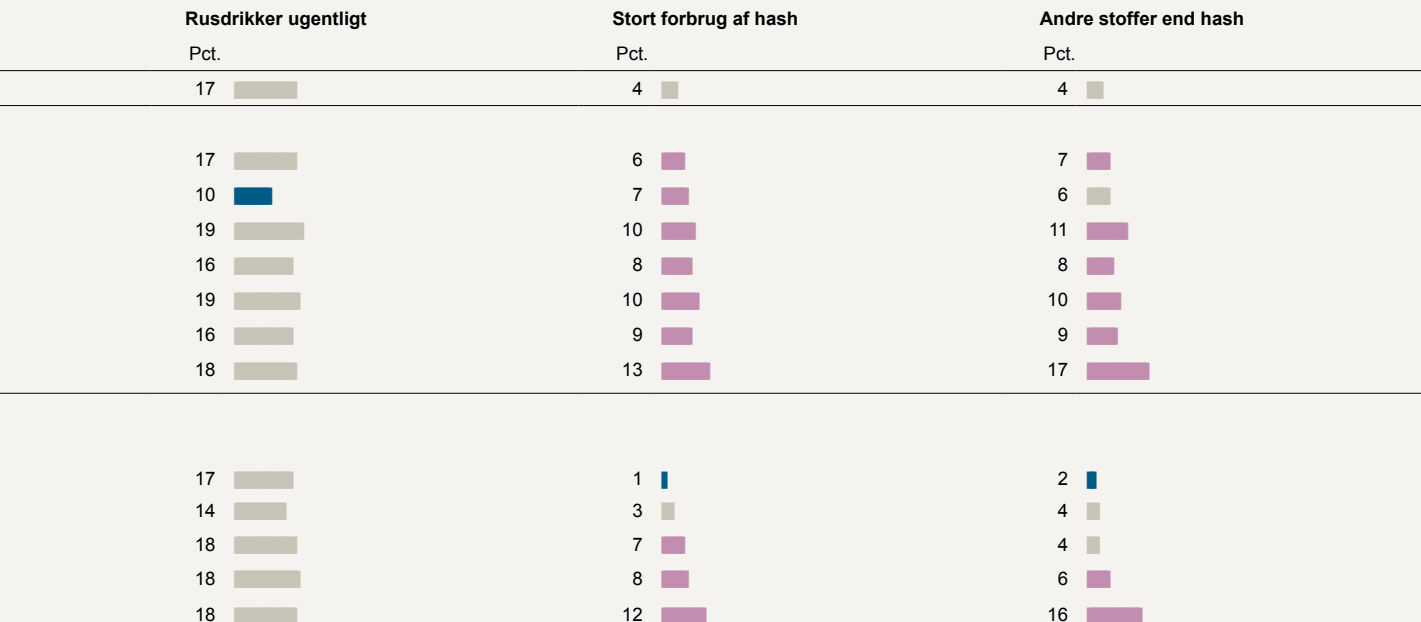 Rusdrikker ugentligt Stort forbrug af hash Andre stoffer end hash
Pct. Pct. Pct.
17 4 4
17 6 7
10 7 6
19 10 11
16 8 8
19 10 10
16 9 9
18 13 17
17 1 2
14 3 4
18 7 4
18 8 6
18 12 16